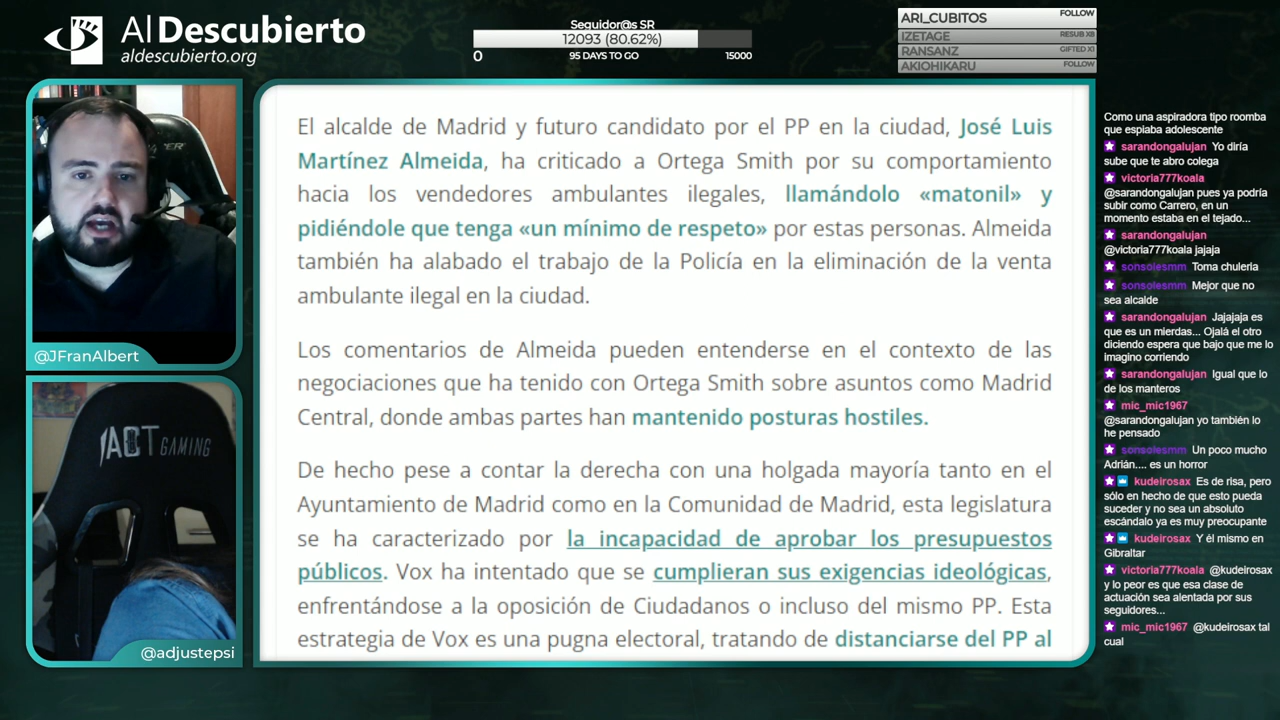 Al Descubierto
aldescubierto.org
Seguidor@s SR
12093 (80.62%)
0
95 DAYS TO GO
15000
ARI_CUBITOS FOLLOW
IZETAGE RESUB X8
RANSANZ GIFTED X1
AKIOHIKARU FOLLOW
@JFranAlbert
ACT GAMING
@adjustepsi
El alcalde de Madrid y futuro candidato por el PP en la ciudad, José Luis
Martínez Almeida, ha criticado a Ortega Smith por su comportamiento
hacia los vendedores ambulantes ilegales, llamándolo «matonil» y
pidiéndole que tenga «un mínimo de respeto» por estas personas. Almeida
también ha alabado el trabajo de la Policía en la eliminación de la venta
ambulante ilegal en la ciudad.
Los comentarios de Almeida pueden entenderse en el contexto de las
negociaciones que ha tenido con Ortega Smith sobre asuntos como Madrid
Central, donde ambas partes han mantenido posturas hostiles.
De hecho pese a contar la derecha con una holgada mayoría tanto en el
Ayuntamiento de Madrid como en la Comunidad de Madrid, esta legislatura
se ha caracterizado por la incapacidad de aprobar los presupuestos
públicos. Vox ha intentado que se cumplieran sus exigencias ideológicas,
enfrentándose a la oposición de Ciudadanos o incluso del mismo PP. Esta
estrategia de Vox es una pugna electoral, tratando de distanciarse del PP al
Como una aspiradora tipo roomba
que espiaba adolescente
sarandongalujan Yo diría
sube que te abro colega
victoria777koala
@sarandongalujan pues ya podría
subir como Carrero, en un
momento estaba en el tejado...
sarandongalujan
@victoria777koala jajaja
sonsolesmm Toma chuleria
sonsolesmm Mejor que no
sea alcalde
sarandongalujan Jajajaja es
que es un mierdas... Ojalá el otro
diciendo espera que bajo que me lo
imagino corriendo
sarandongalujan Igual que lo
de los manteros
mic_mic1967
@sarandongalujan yo también lo
he pensado
sonsolesmm Un poco mucho
Adrián.... es un horror
kudeirosax Es de risa, pero
sólo en hecho de que esto pueda
suceder y no sea un absoluto
escándalo ya es muy preocupante
kudeirosax Y él mismo en
Gibraltar
victoria777koala @kudeirosax
y lo peor es que esa clase de
actuación sea alentada por sus
seguidores...
mic_mic1967 @kudeirosax tal
cual